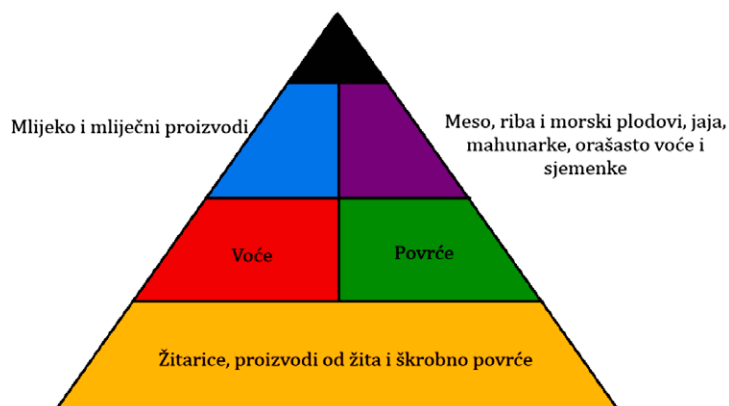 Mlijeko i mliječni proizvodi
Meso, riba i morski plodovi, jaja,
mahunarke, orašasto voće i
sjemenke
Voće
Povrće
Žitarice, proizvodi od žita i škrobno povrće